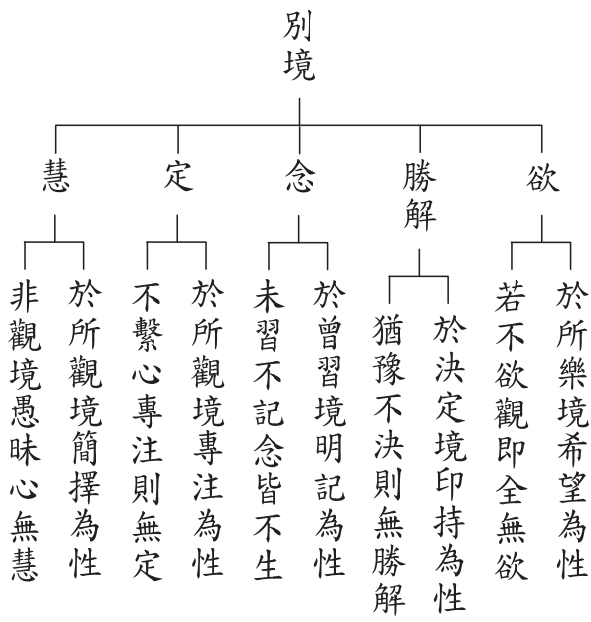 別境
欲
勝解
念
定
慧
於所樂境希望為性
若不欲觀即全無欲
於決定境印持為性
猶豫不決則無勝解
於曾習境明記為性
未習不記念皆不生
於所觀境專注為性
不繫心專注則無定
於所觀境簡擇為性
非觀境愚昧心無慧